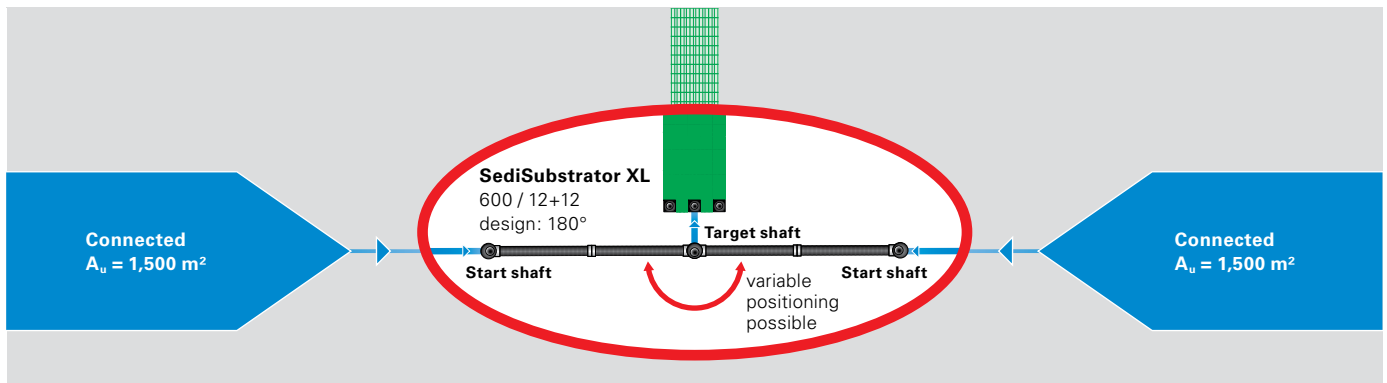 Connected
Aᵤ = 1,500 m²
SediSubstrator XL
600 / 12+12
design: 180°
Target shaft
Start shaft
Start shaft
variable
positioning
possible
Connected
Aᵤ = 1,500 m²